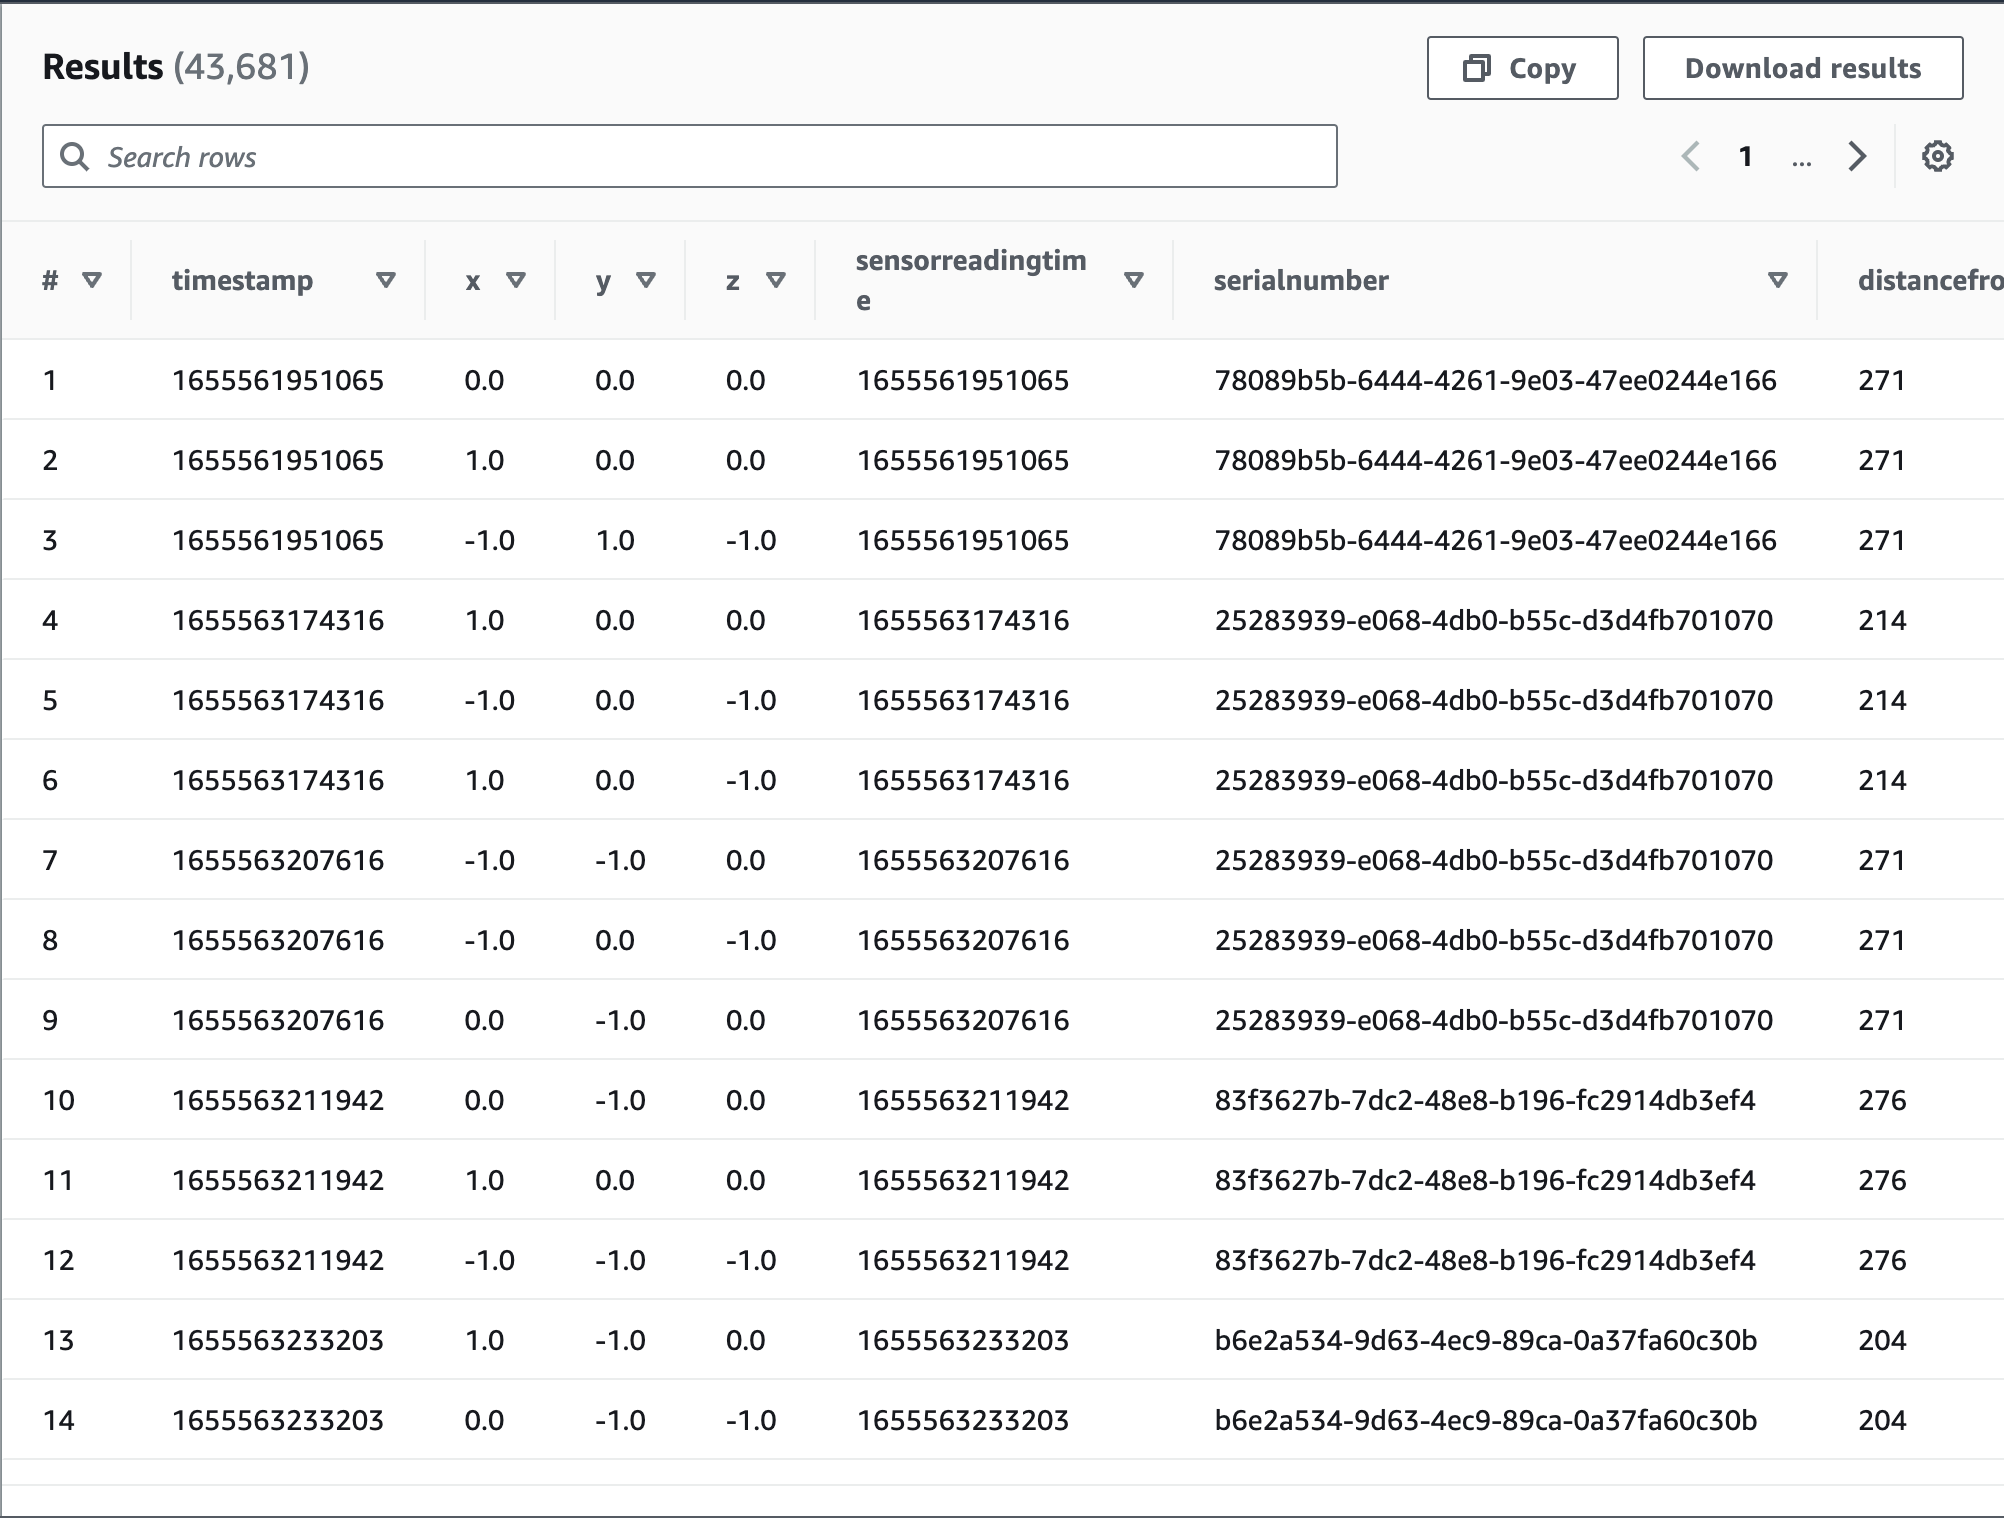 Results (43,681)
Copy
Download results
Search rows
1 ...
# timestamp x y z sensorreadingtim
e serialnumber distancefro
1 1655561951065 0.0 0.0 0.0 1655561951065 78089b5b-6444-4261-9e03-47ee0244e166 271
2 1655561951065 1.0 0.0 0.0 1655561951065 78089b5b-6444-4261-9e03-47ee0244e166 271
3 1655561951065 -1.0 1.0 -1.0 1655561951065 78089b5b-6444-4261-9e03-47ee0244e166 271
4 1655563174316 1.0 0.0 0.0 1655563174316 25283939-e068-4db0-b55c-d3d4fb701070 214
5 1655563174316 -1.0 0.0 -1.0 1655563174316 25283939-e068-4db0-b55c-d3d4fb701070 214
6 1655563174316 1.0 0.0 -1.0 1655563174316 25283939-e068-4db0-b55c-d3d4fb701070 214
7 1655563207616 -1.0 -1.0 0.0 1655563207616 25283939-e068-4db0-b55c-d3d4fb701070 271
8 1655563207616 -1.0 0.0 -1.0 1655563207616 25283939-e068-4db0-b55c-d3d4fb701070 271
9 1655563207616 0.0 -1.0 0.0 1655563207616 25283939-e068-4db0-b55c-d3d4fb701070 271
10 1655563211942 0.0 -1.0 0.0 1655563211942 83f3627b-7dc2-48e8-b196-fc2914db3ef4 276
11 1655563211942 1.0 0.0 0.0 1655563211942 83f3627b-7dc2-48e8-b196-fc2914db3ef4 276
12 1655563211942 -1.0 -1.0 -1.0 1655563211942 83f3627b-7dc2-48e8-b196-fc2914db3ef4 276
13 1655563233203 1.0 -1.0 0.0 1655563233203 b6e2a534-9d63-4ec9-89ca-0a37fa60c30b 204
14 1655563233203 0.0 -1.0 -1.0 1655563233203 b6e2a534-9d63-4ec9-89ca-0a37fa60c30b 204